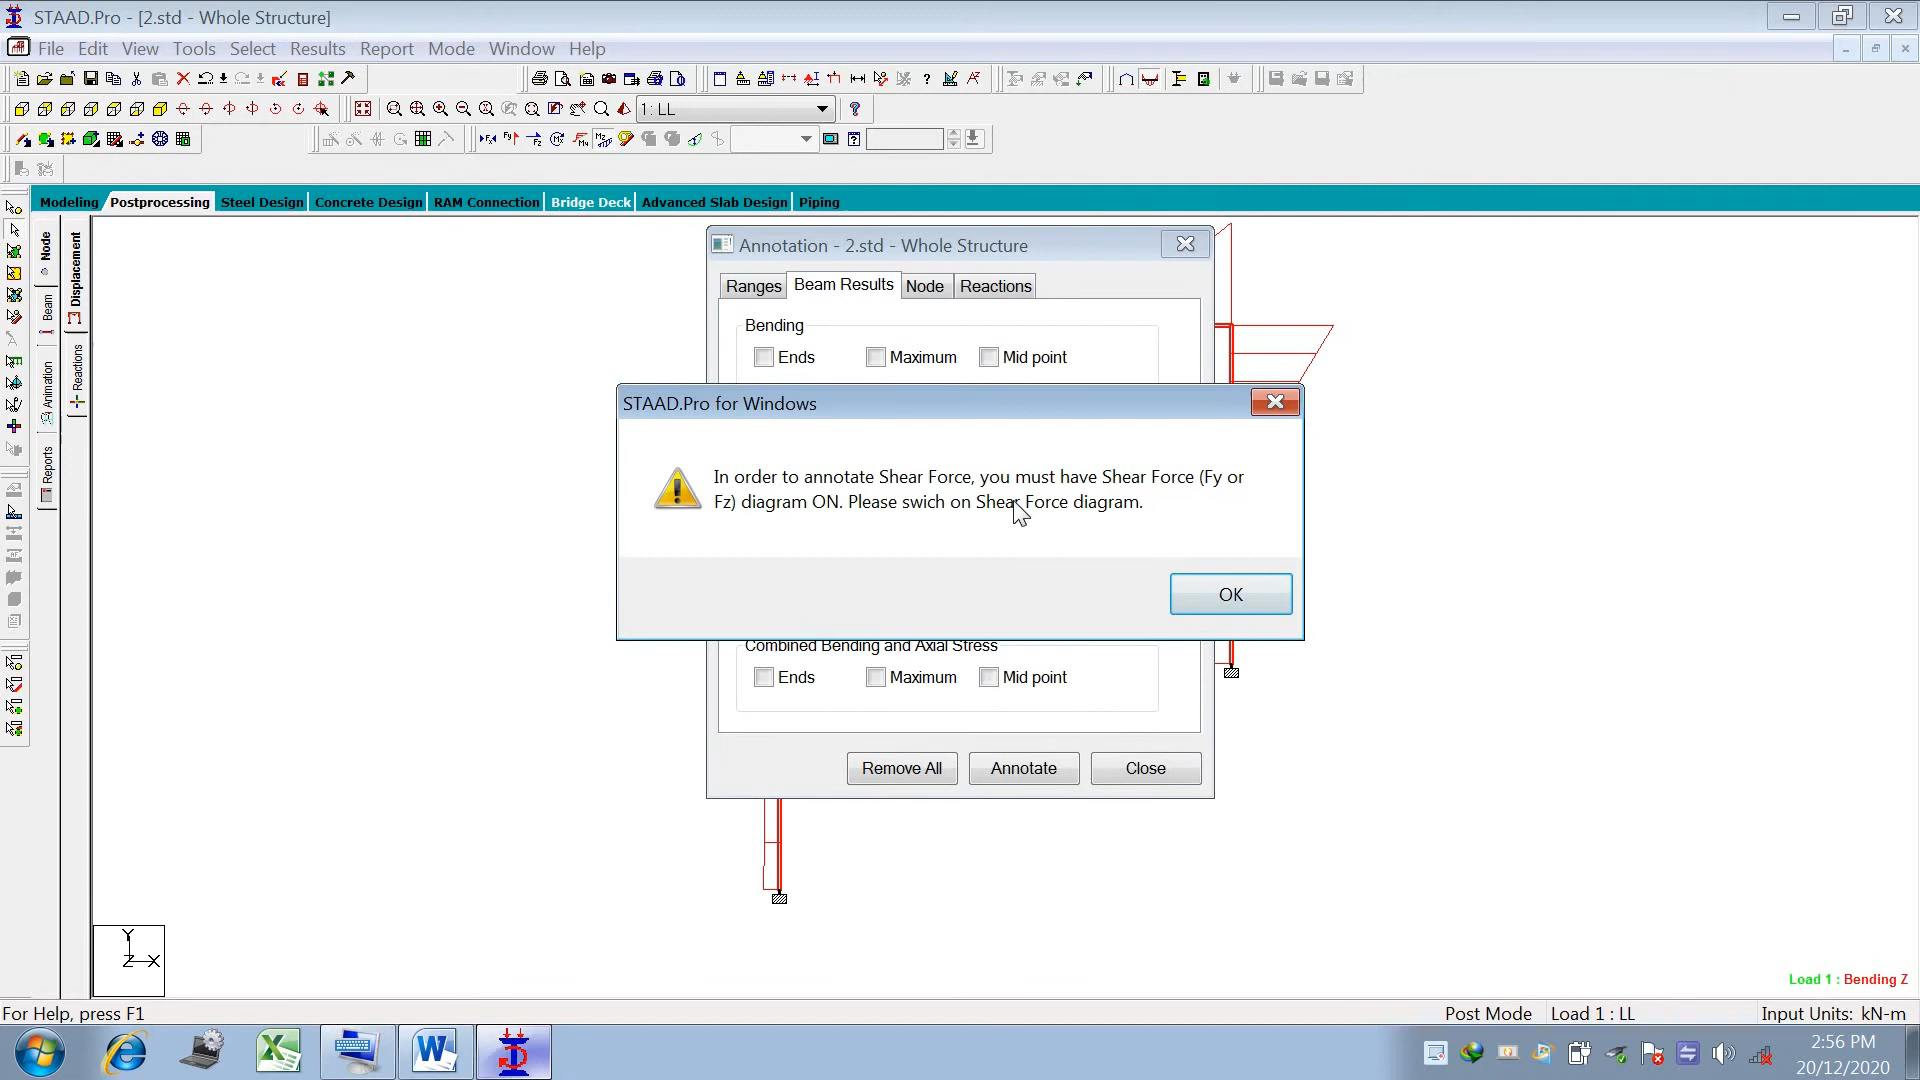 STAAD.Pro - [2.std - Whole Structure]
File Edit View Tools Select Results Report Mode Window Help
1: LL
Modeling Postprocessing Steel Design Concrete Design RAM Connection Bridge Deck Advanced Slab Design Piping
Node
Beam
Animation
Reports
Displacement
Reactions
Annotation - 2.std - Whole Structure
Ranges Beam Results Node Reactions
Bending
Ends Maximum Mid point
STAAD.Pro for Windows
In order to annotate Shear Force, you must have Shear Force (Fy or
Fz) diagram ON. Please swich on Shear Force diagram.
OK
Combined Bending and Axial Stress
Ends Maximum Mid point
Remove All Annotate Close
Y
Z X
Load 1 : Bending Z
For Help, press F1 Post Mode Load 1 : LL Input Units: kN-m
2:56 PM
20/12/2020